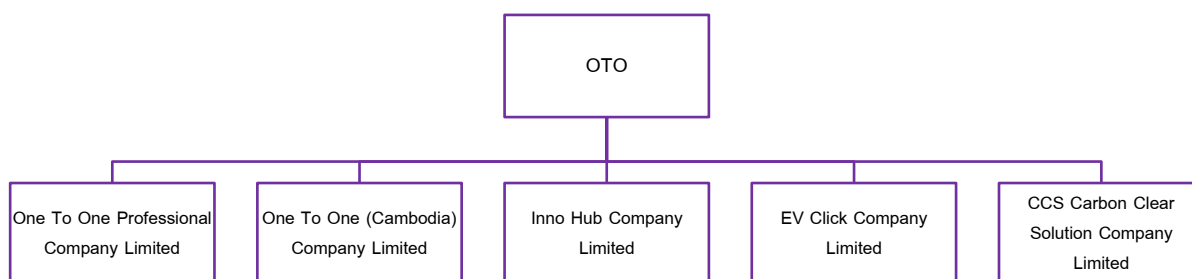 OTO
One To One Professional
Company Limited
One To One (Cambodia)
Company Limited
Inno Hub Company
Limited
EV Click Company
Limited
CCS Carbon Clear
Solution Company
Limited